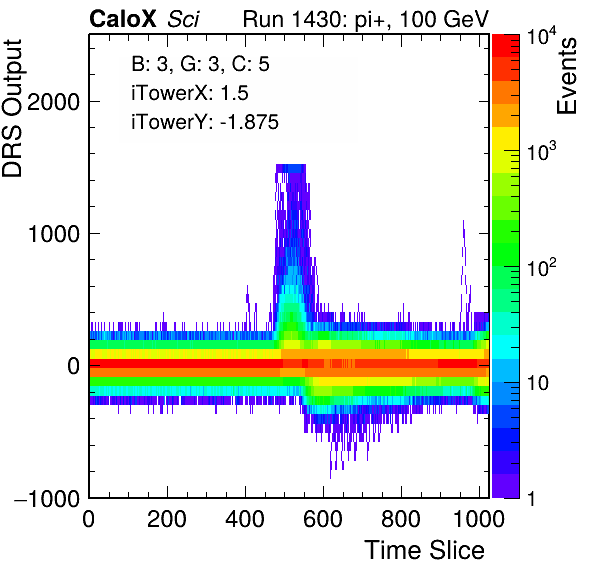 CaloX Sci Run 1430: pi+, 100 GeV
B: 3, G: 3, C: 5
iTowerX: 1.5
iTowerY: -1.875
DRS Output
2000
1000
0
−1000
0 200 400 600 800 1000
Time Slice
Events
10^4
10^3
10^2
10
1